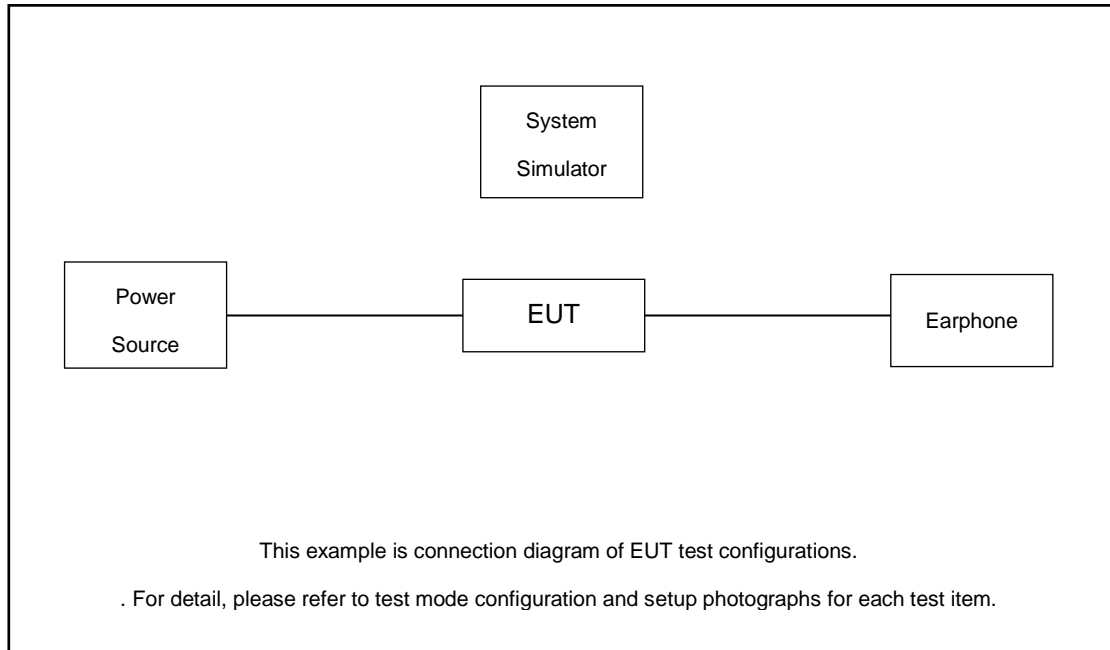 System
Simulator
Power
Source
EUT
Earphone
This example is connection diagram of EUT test configurations.
. For detail, please refer to test mode configuration and setup photographs for each test item.